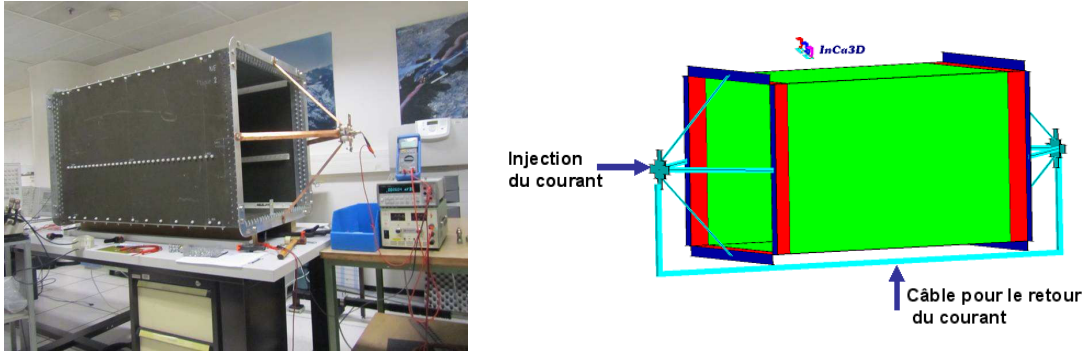 InCa3D
Injection
du courant
Câble pour le retour
du courant